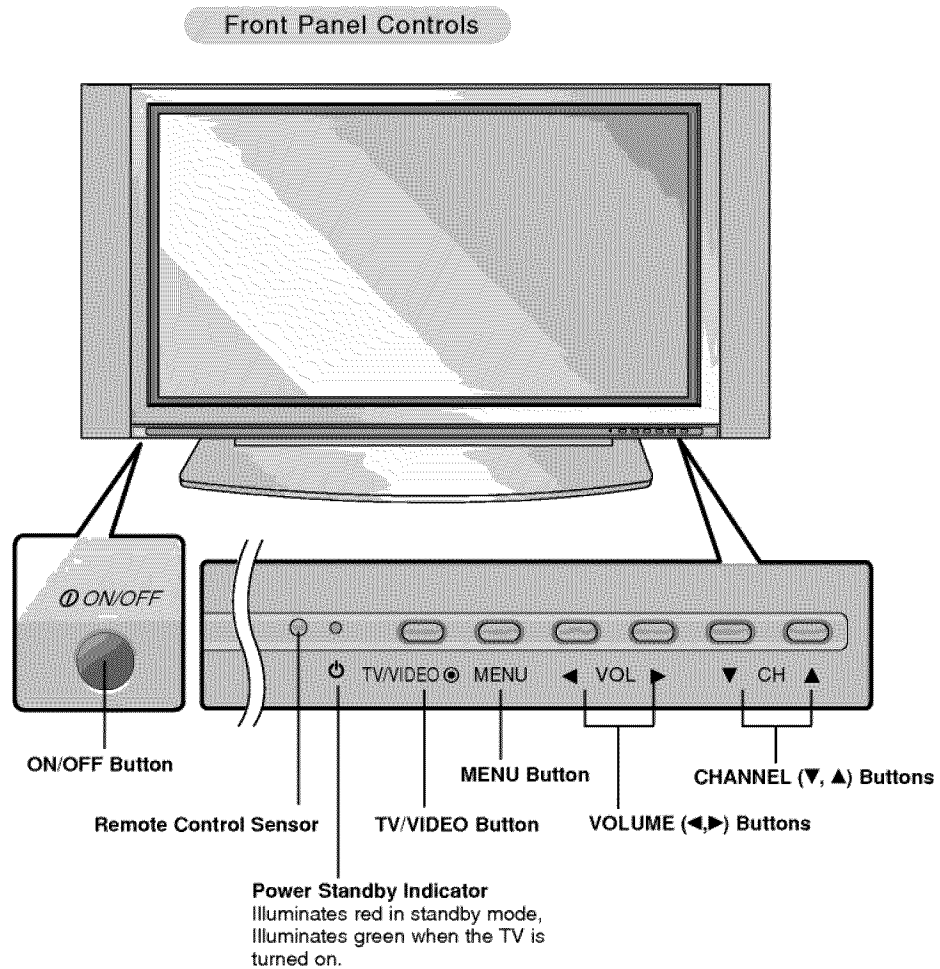 Front Panel Controls
ⵀ ON/OFF
⏻ TV/VIDEO ⦿ MENU ◀ VOL ▶ ▼ CH ▲
ON/OFF Button
MENU Button
CHANNEL (▼, ▲) Buttons
Remote Control Sensor
TV/VIDEO Button
VOLUME (◀,▶) Buttons
Power Standby Indicator
Illuminates red in standby mode,
Illuminates green when the TV is
turned on.